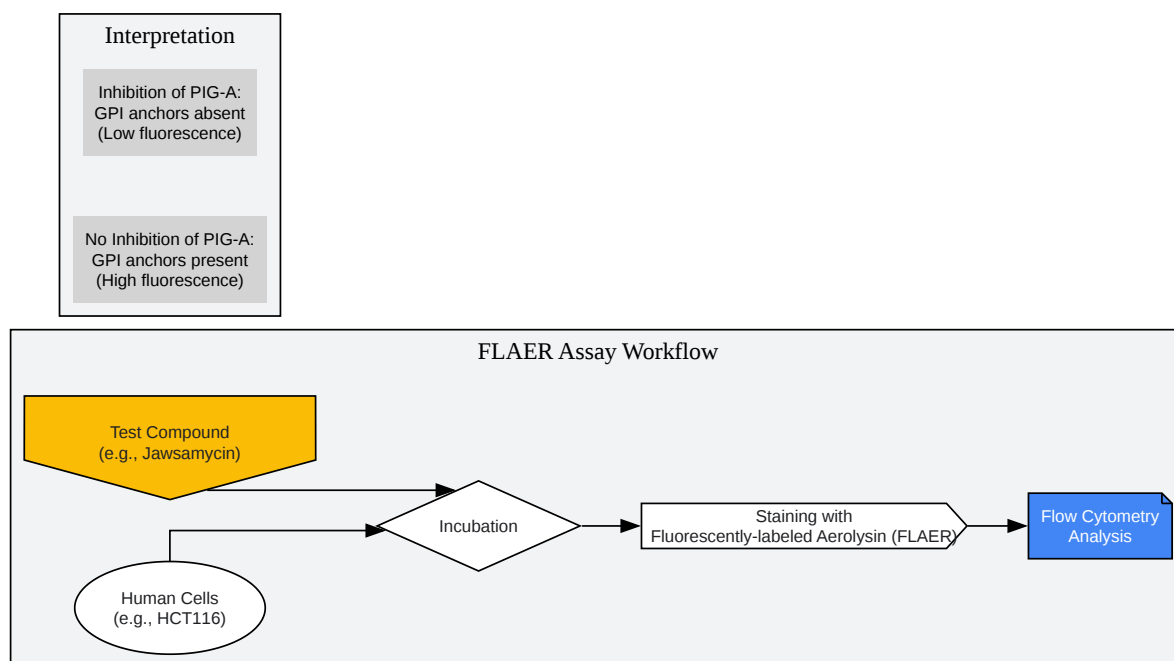 Interpretation
Inhibition of PIG-A:
GPI anchors absent
(Low fluorescence)
No Inhibition of PIG-A:
GPI anchors present
(High fluorescence)
FLAER Assay Workflow
Test Compound
(e.g., Jawsamycin)
Human Cells
(e.g., HCT116)
Incubation
Staining with
Fluorescently-labeled Aerolysin (FLAER)
Flow Cytometry
Analysis